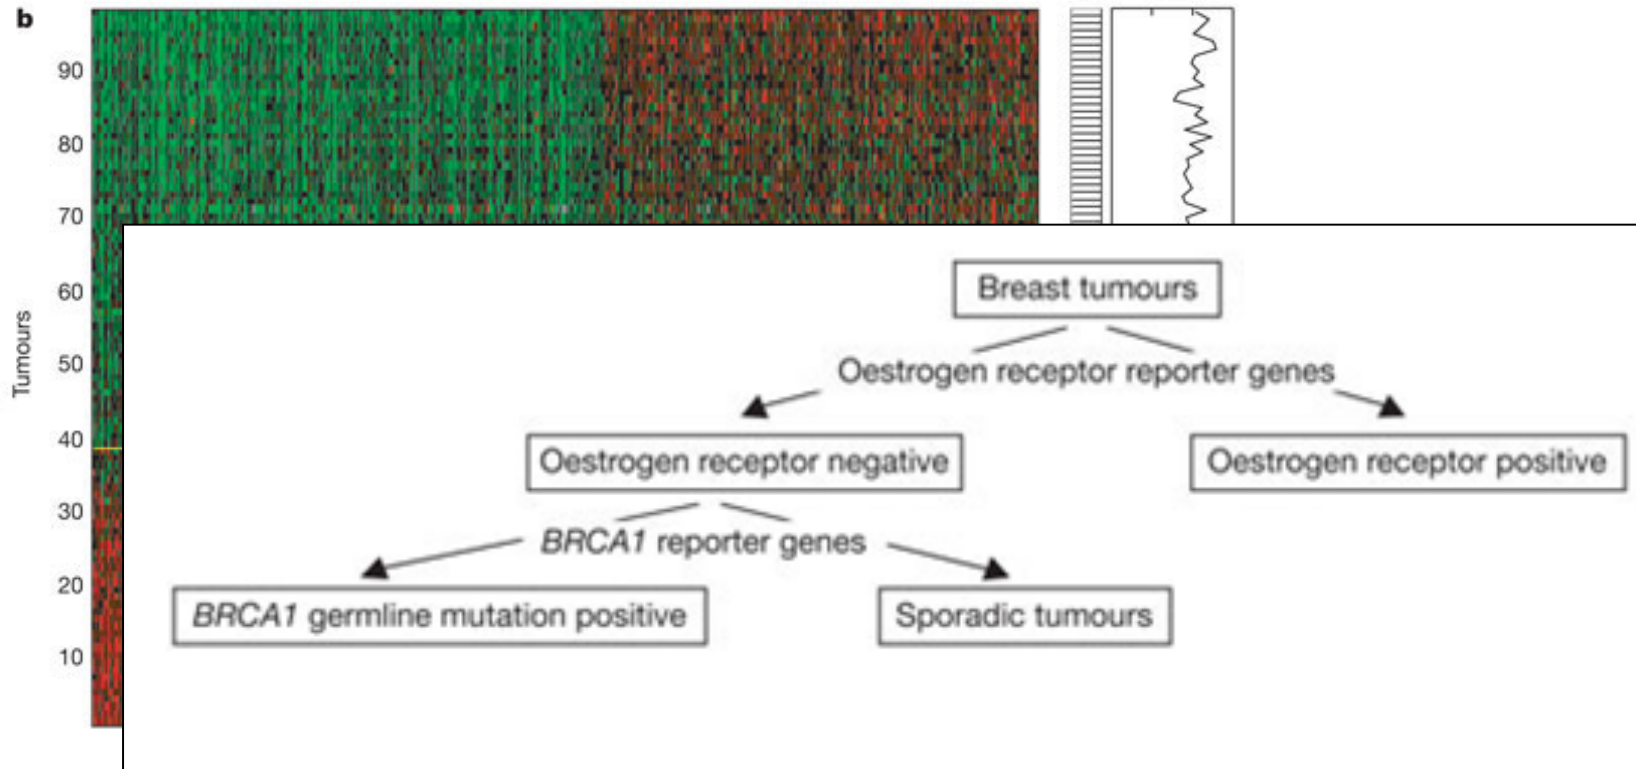 b
90
80
70
60
50
40
30
20
10
Tumours
Breast tumours
Oestrogen receptor reporter genes
Oestrogen receptor negative
Oestrogen receptor positive
BRCA1 reporter genes
BRCA1 germline mutation positive
Sporadic tumours